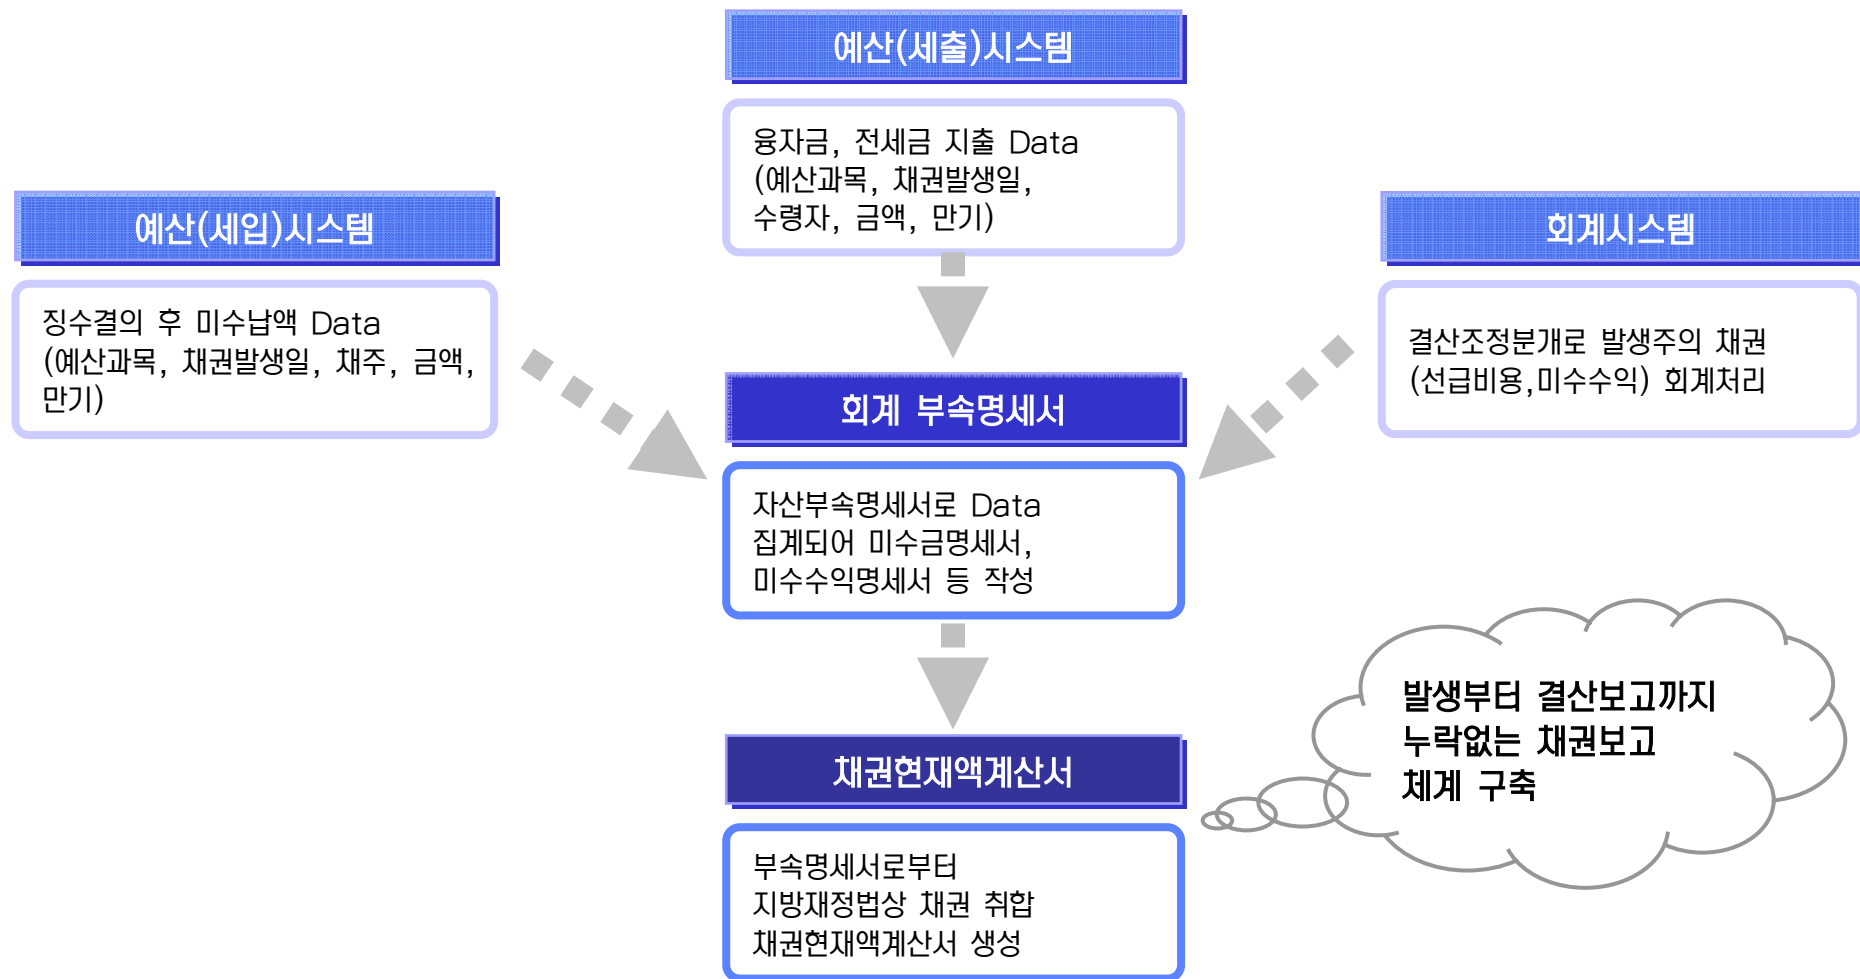 예산(세출)시스템
융자금, 전세금 지출 Data
(예산과목, 채권발생일,
수령자, 금액, 만기)
예산(세입)시스템
징수결의 후 미수납액 Data
(예산과목, 채권발생일, 채주, 금액,
만기)
회계시스템
결산조정분개로 발생주의 채권
(선급비용,미수수익) 회계처리
회계 부속명세서
자산부속명세서로 Data
집계되어 미수금명세서,
미수수익명세서 등 작성
채권현재액계산서
부속명세서로부터
지방재정법상 채권 취합
채권현재액계산서 생성
발생부터 결산보고까지
누락없는 채권보고
체계 구축